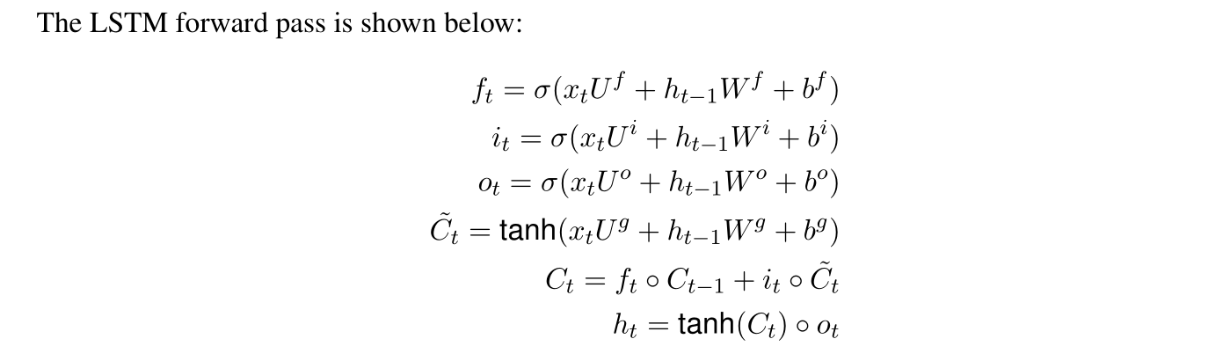 The LSTM forward pass is shown below:
f_t = σ(x_t U^f + h_{t−1} W^f + b^f)
i_t = σ(x_t U^i + h_{t−1} W^i + b^i)
o_t = σ(x_t U^o + h_{t−1} W^o + b^o)
C̃_t = tanh(x_t U^g + h_{t−1} W^g + b^g)
C_t = f_t ∘ C_{t−1} + i_t ∘ C̃_t
h_t = tanh(C_t) ∘ o_t